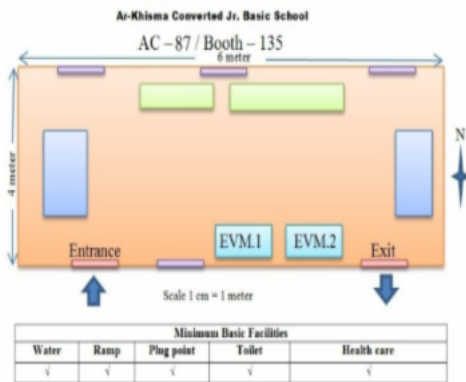 Ar-Khisma Converted Jr. Basic School
AC – 87 / Booth – 135
6 meter
4 meter
N
EVM.1 EVM.2
Entrance Exit
Scale 1 cm = 1 meter
Minimum Basic Facilities
Water Ramp Plug point Toilet Health care
√ √ √ √ √